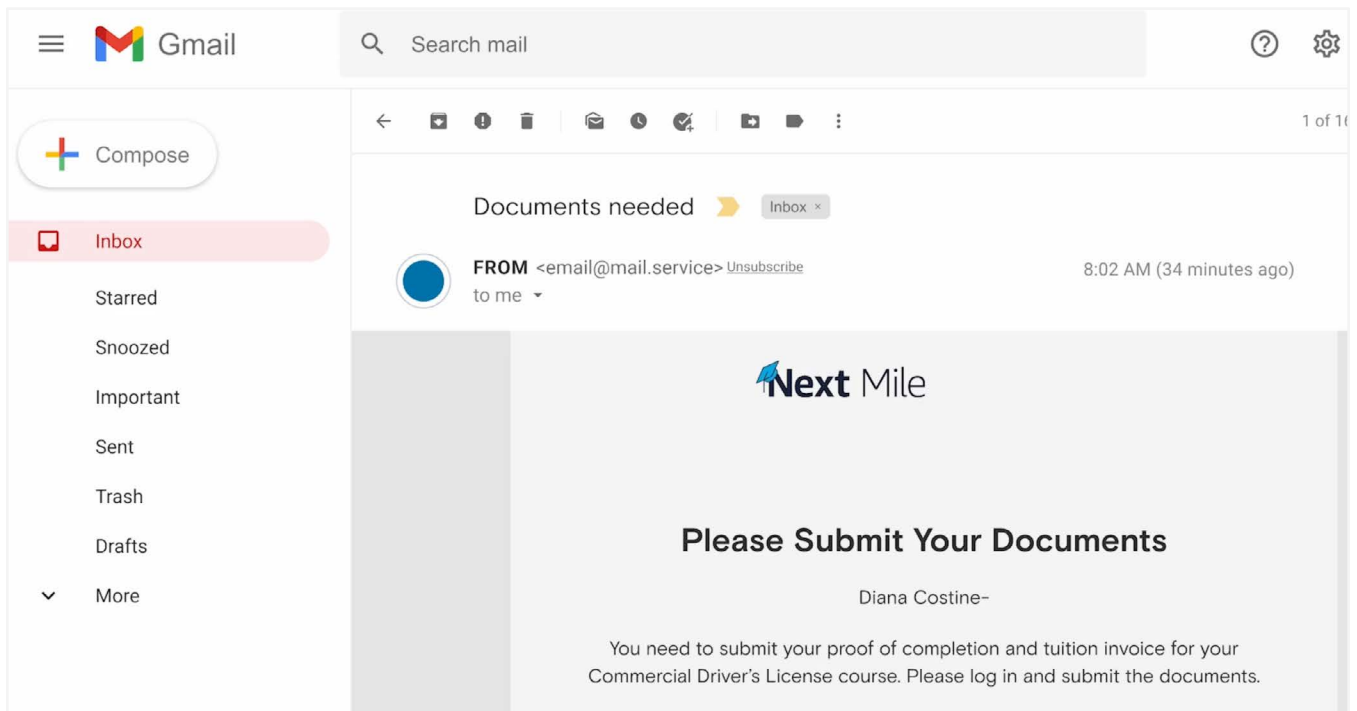 Gmail
Search mail
Compose
1 of 16
Documents needed
Inbox ×
Inbox
FROM <email@mail.service> Unsubscribe
8:02 AM (34 minutes ago)
to me
Starred
Snoozed
Important
Sent
Trash
Drafts
More
Next Mile
Please Submit Your Documents
Diana Costine-
You need to submit your proof of completion and tuition invoice for your
Commercial Driver's License course. Please log in and submit the documents.